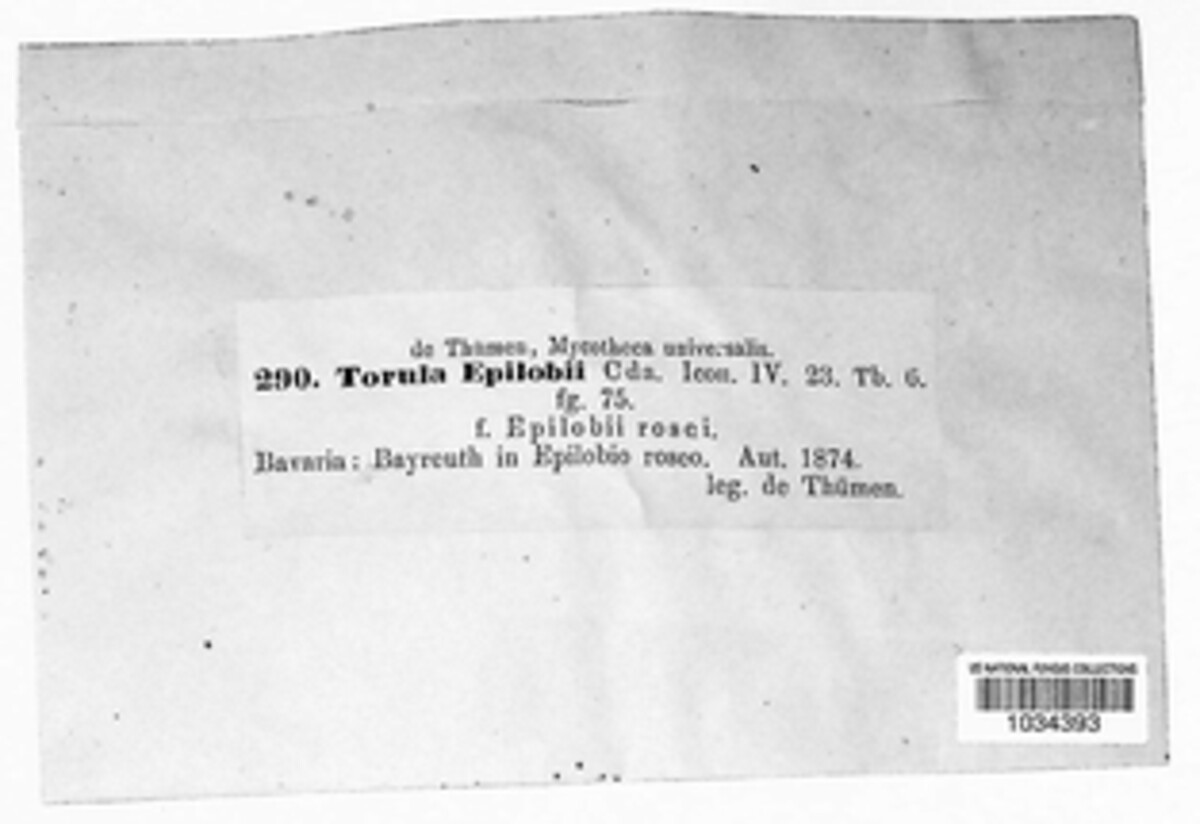 de Thümen, Mycotheca universalis.
290. Torula Epilobii Cda. Icon. IV. 23. Tb. 6.
fg. 75.
f. Epilobii rosei.
Bavaria: Bayreuth in Epilobio roseo. Aut. 1874.
leg. de Thümen.
US NATIONAL FUNGUS COLLECTIONS
1034393